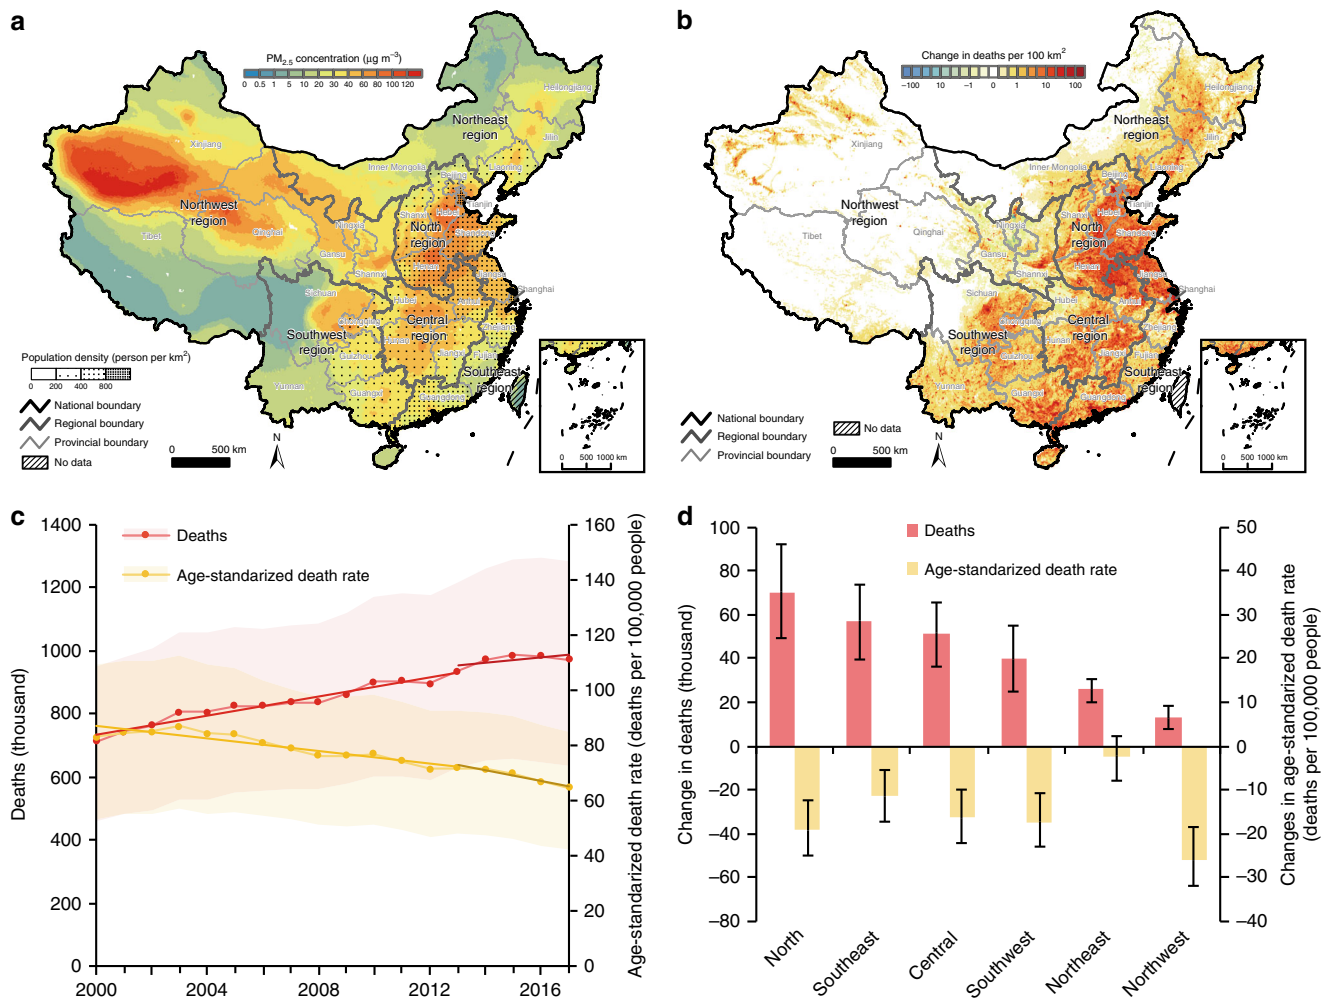 a
PM2.5 concentration (µg m−3)
0 0.5 1 5 10 20 30 40 60 80 100 120
Heilongjiang
Northeast
region
Jilin
Xinjiang
Inner Mongolia
Liaoning
Beijing
Tianjin
Northwest
region
Shanxi
Hebei
North
region
Shandong
Tibet
Qinghai
Ningxia
Gansu
Shannxi
Henan
Jiangsu
Shanghai
Sichuan
Hubei
Anhui
Chongqing
Central
region
Zhejiang
Southwest
region
Hunan
Jiangxi
Fujian
Guizhou
Southeast
region
Yunnan
Guangxi
Guangdong
Population density (person per km2)
0 200 400 800
National boundary
Regional boundary
Provincial boundary
No data
0 500 km
N
0 500 1000 km
b
Change in deaths per 100 km2
−100 10 −1 0 1 10 100
Heilongjiang
Northeast
region
Jilin
Xinjiang
Inner Mongolia
Liaoning
Beijing
Tianjin
Northwest
region
Shanxi
Hebei
North
region
Shandong
Tibet
Qinghai
Ningxia
Gansu
Shannxi
Henan
Jiangsu
Shanghai
Sichuan
Hubei
Anhui
Chongqing
Central
region
Zhejiang
Southwest
region
Hunan
Jiangxi
Fujian
Guizhou
Southeast
region
Yunnan
Guangxi
Guangdong
National boundary
Regional boundary
Provincial boundary
No data
0 500 km
N
0 500 1000 km
c
Deaths
Age-standarized death rate
Deaths (thousand)
1400
1200
1000
800
600
400
200
0
160
140
120
100
80
60
40
20
0
Age-standarized death rate (deaths per 100,000 people)
2000 2004 2008 2012 2016
d
Deaths
Age-standarized death rate
Change in deaths (thousand)
100
80
60
40
20
0
−20
−40
−60
−80
50
40
30
20
10
0
−10
−20
−30
−40
Changes in age-standarized death rate
(deaths per 100,000 people)
North
Southeast
Central
Southwest
Northeast
Northwest